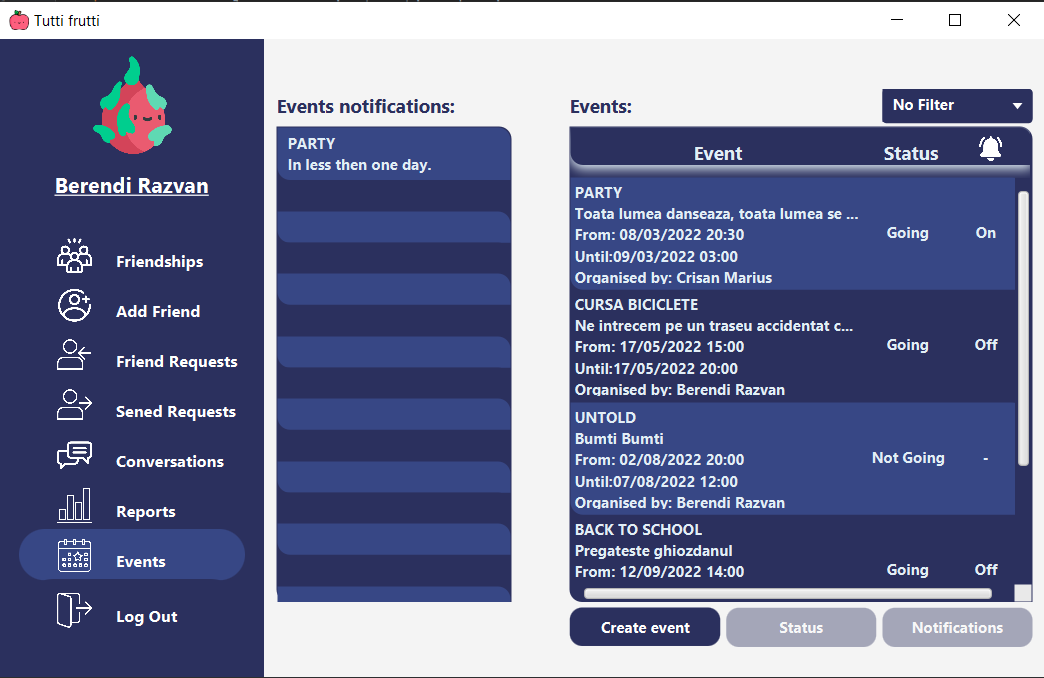 Tutti frutti
Berendi Razvan
Friendships
Add Friend
Friend Requests
Sened Requests
Conversations
Reports
Events
Log Out
Events notifications:
PARTY
In less then one day.
Events:
No Filter
Event Status
PARTY
Toata lumea danseaza, toata lumea se ...
From: 08/03/2022 20:30
Until:09/03/2022 03:00
Organised by: Crisan Marius
Going On
CURSA BICICLETE
Ne intrecem pe un traseu accidentat c...
From: 17/05/2022 15:00
Until:17/05/2022 20:00
Organised by: Berendi Razvan
Going Off
UNTOLD
Bumti Bumti
From: 02/08/2022 20:00
Until:07/08/2022 12:00
Organised by: Berendi Razvan
Not Going -
BACK TO SCHOOL
Pregateste ghiozdanul
From: 12/09/2022 14:00
Going Off
Create event Status Notifications